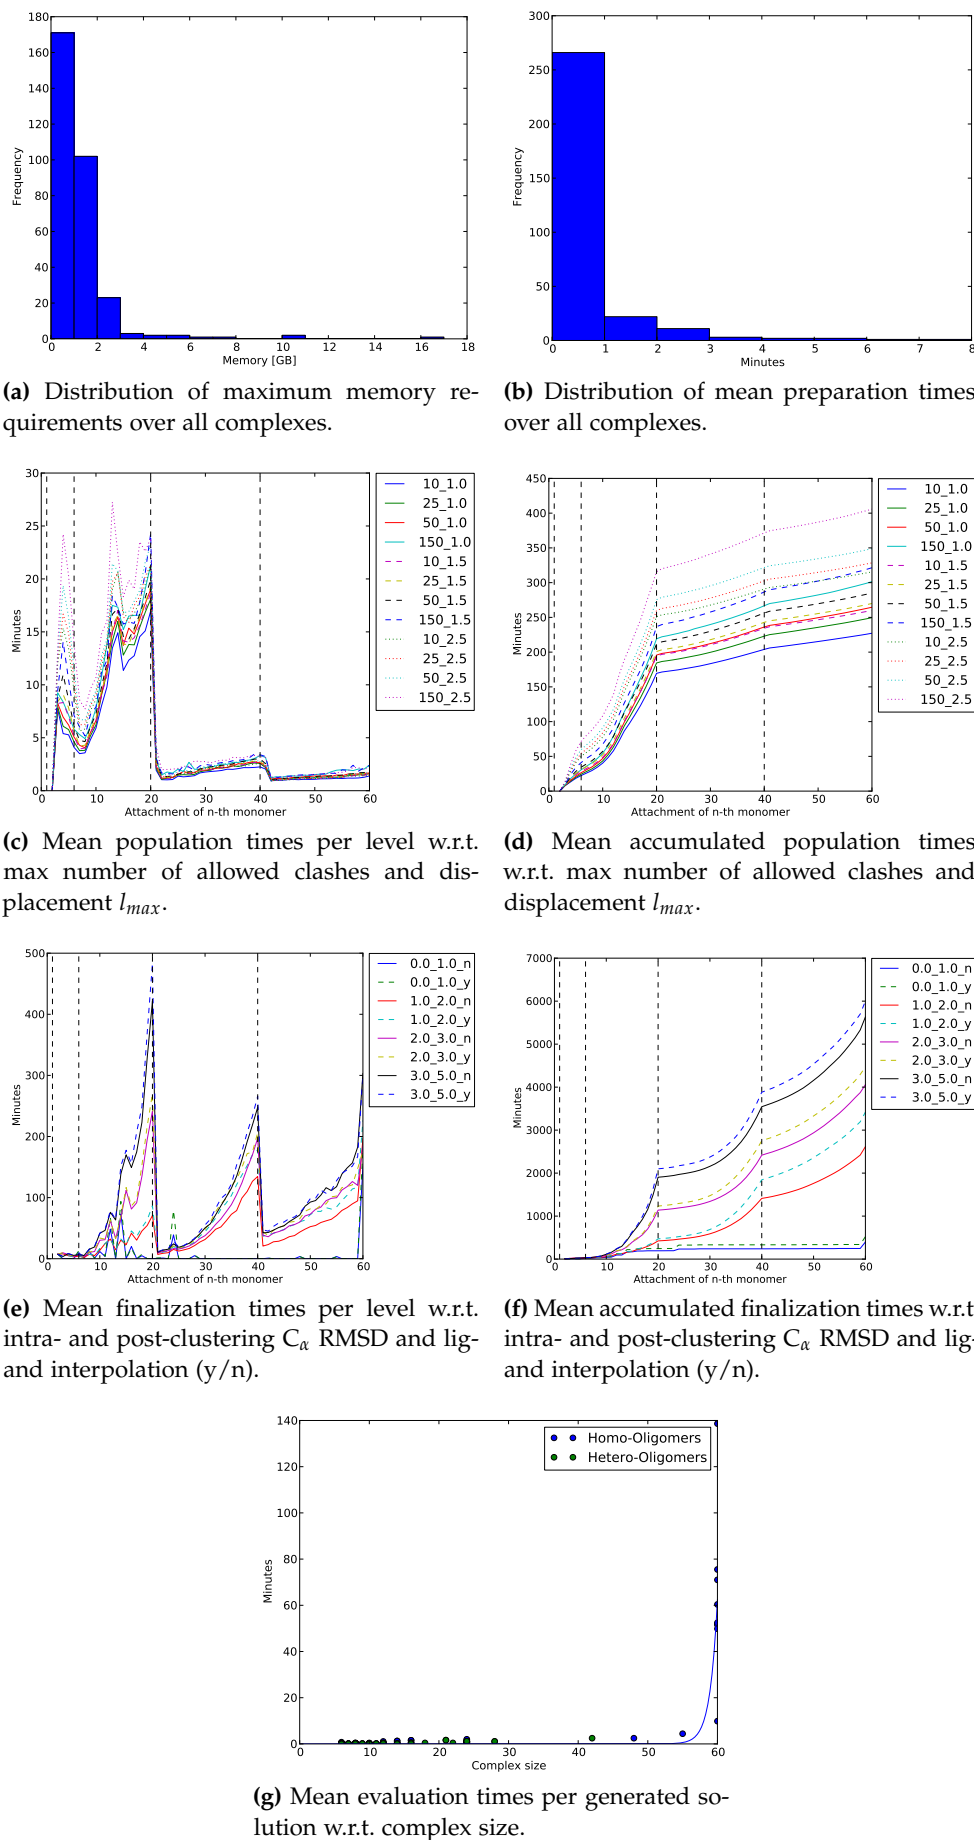 180
160
140
120
100
80
60
40
20
0
Frequency
0 2 4 6 8 10 12 14 16 18
Memory [GB]
300
250
200
150
100
50
0
Frequency
0 1 2 3 4 5 6 7 8
Minutes
(a) Distribution of maximum memory re-
quirements over all complexes.
(b) Distribution of mean preparation times
over all complexes.
30
25
20
15
10
5
0
Minutes
0 10 20 30 40 50 60
Attachment of n-th monomer
10_1.0
25_1.0
50_1.0
150_1.0
10_1.5
25_1.5
50_1.5
150_1.5
10_2.5
25_2.5
50_2.5
150_2.5
450
400
350
300
250
200
150
100
50
0
Minutes
0 10 20 30 40 50 60
Attachment of n-th monomer
10_1.0
25_1.0
50_1.0
150_1.0
10_1.5
25_1.5
50_1.5
150_1.5
10_2.5
25_2.5
50_2.5
150_2.5
(c) Mean population times per level w.r.t.
max number of allowed clashes and dis-
placement l_max.
(d) Mean accumulated population times
w.r.t. max number of allowed clashes and
displacement l_max.
500
400
300
200
100
0
Minutes
0 10 20 30 40 50 60
Attachment of n-th monomer
0.0_1.0_n
0.0_1.0_y
1.0_2.0_n
1.0_2.0_y
2.0_3.0_n
2.0_3.0_y
3.0_5.0_n
3.0_5.0_y
7000
6000
5000
4000
3000
2000
1000
0
Minutes
0 10 20 30 40 50 60
Attachment of n-th monomer
0.0_1.0_n
0.0_1.0_y
1.0_2.0_n
1.0_2.0_y
2.0_3.0_n
2.0_3.0_y
3.0_5.0_n
3.0_5.0_y
(e) Mean finalization times per level w.r.t.
intra- and post-clustering Cα RMSD and lig-
and interpolation (y/n).
(f) Mean accumulated finalization times w.r.t.
intra- and post-clustering Cα RMSD and lig-
and interpolation (y/n).
140
120
100
80
60
40
20
0
Minutes
0 10 20 30 40 50 60
Complex size
Homo-Oligomers
Hetero-Oligomers
(g) Mean evaluation times per generated so-
lution w.r.t. complex size.